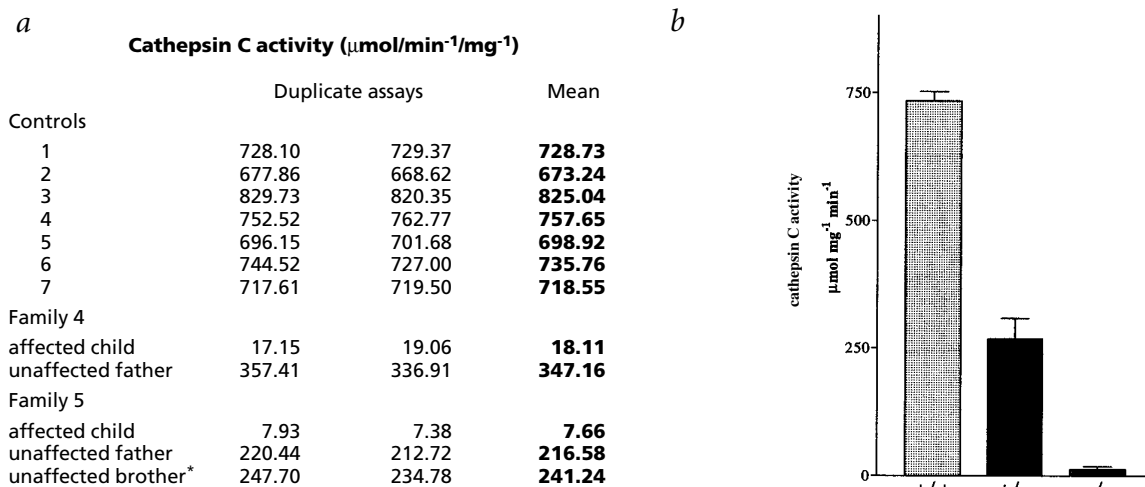 a
Cathepsin C activity (μmol/min-1/mg-1)
Duplicate assays Mean
Controls
1 728.10 729.37 728.73
2 677.86 668.62 673.24
3 829.73 820.35 825.04
4 752.52 762.77 757.65
5 696.15 701.68 698.92
6 744.52 727.00 735.76
7 717.61 719.50 718.55
Family 4
affected child 17.15 19.06 18.11
unaffected father 357.41 336.91 347.16
Family 5
affected child 7.93 7.38 7.66
unaffected father 220.44 212.72 216.58
unaffected brother* 247.70 234.78 241.24
b
cathepsin C activity
μmol mg-1 min-1
750
500
250
0